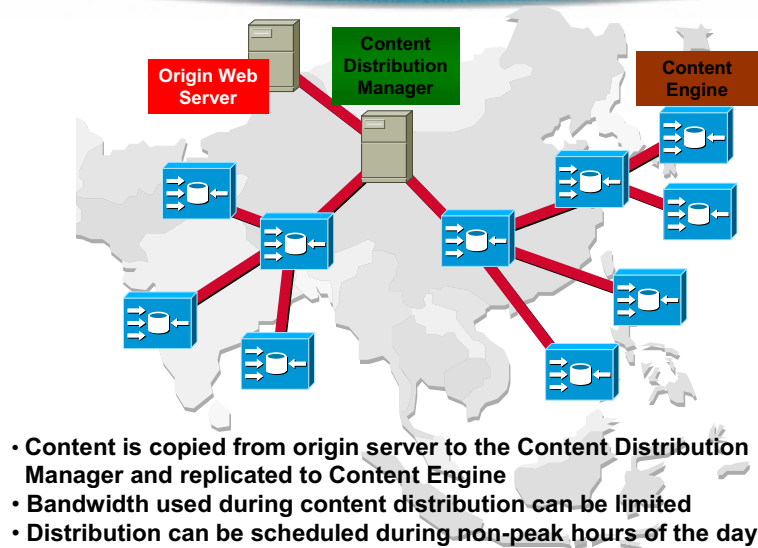 Origin Web
Server
Content
Distribution
Manager
Content
Engine
• Content is copied from origin server to the Content Distribution
Manager and replicated to Content Engine
• Bandwidth used during content distribution can be limited
• Distribution can be scheduled during non-peak hours of the day